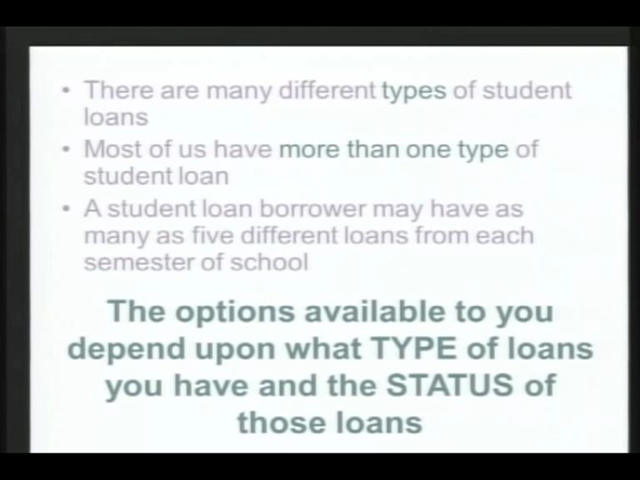 • There are many different types of student
loans
• Most of us have more than one type of
student loan
• A student loan borrower may have as
many as five different loans from each
semester of school
The options available to you
depend upon what TYPE of loans
you have and the STATUS of
those loans